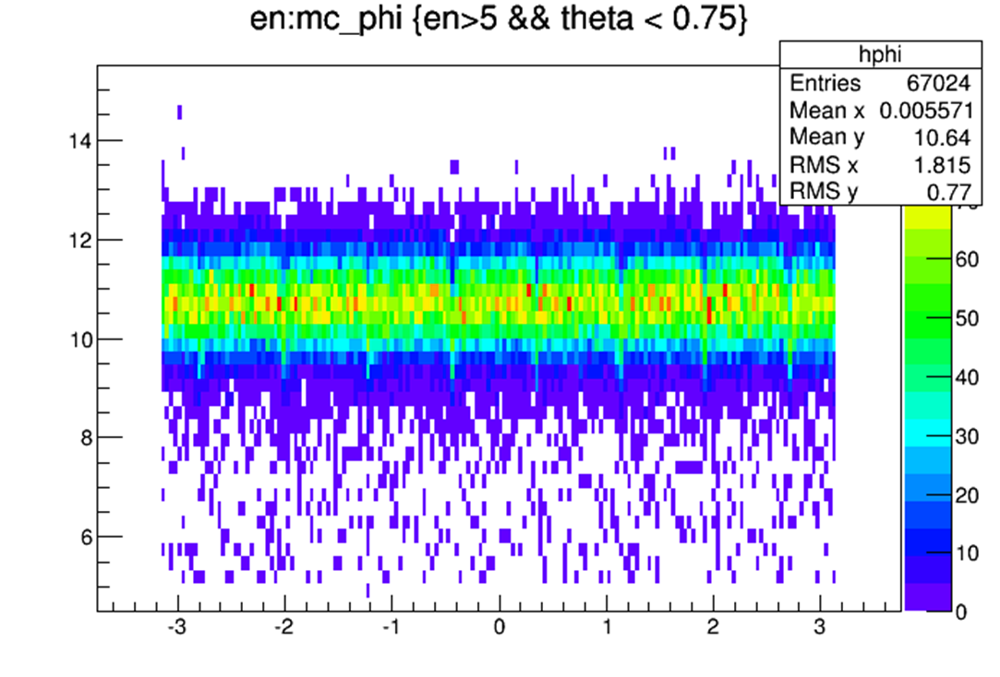 en:mc_phi {en>5 && theta < 0.75}
hphi
Entries 67024
Mean x 0.005571
Mean y 10.64
RMS x 1.815
RMS y 0.77
14
12
10
8
6
-3 -2 -1 0 1 2 3
60
50
40
30
20
10
0